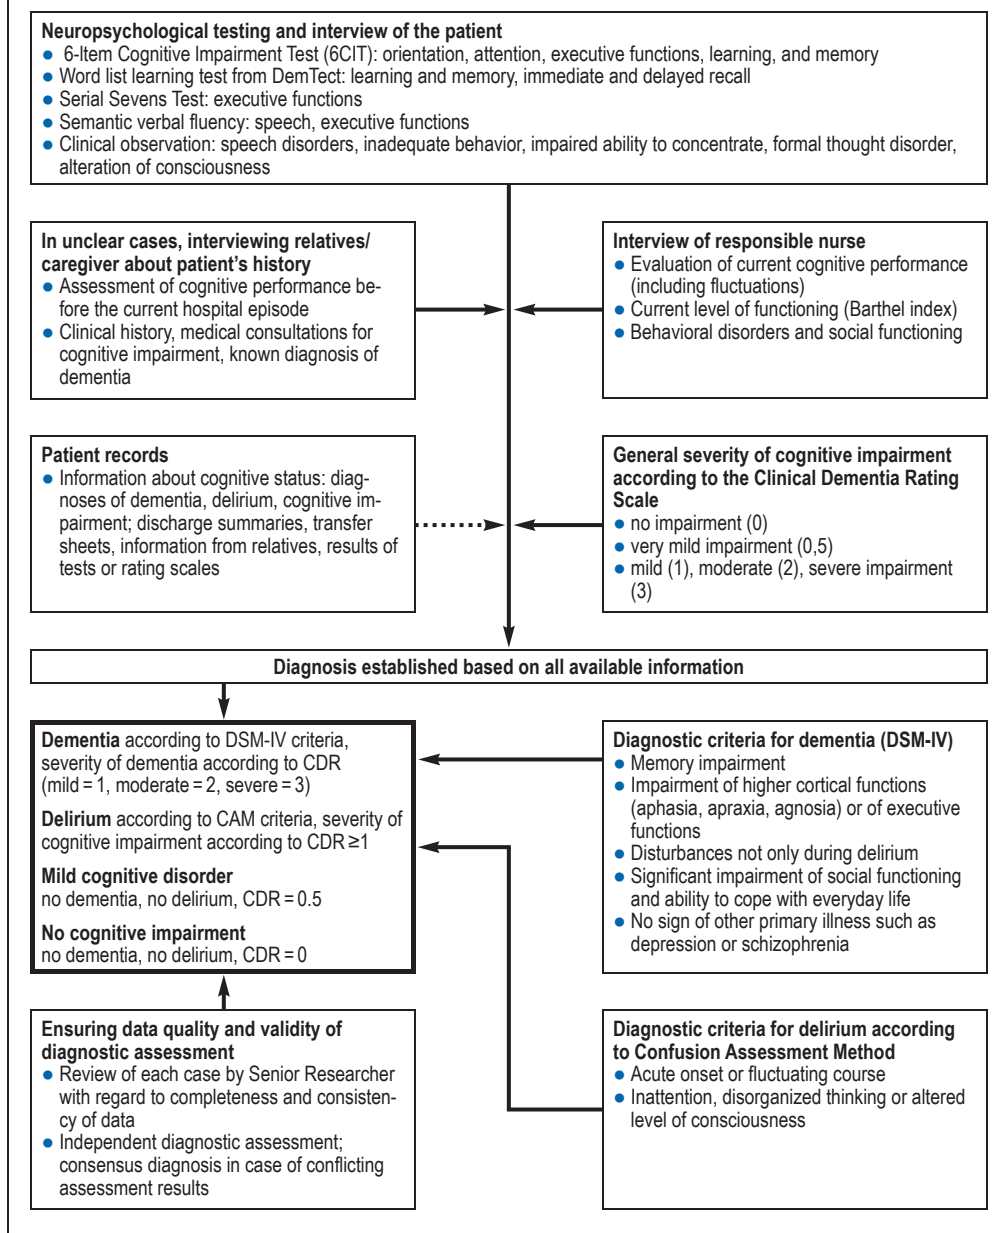 Neuropsychological testing and interview of the patient
● 6-Item Cognitive Impairment Test (6CIT): orientation, attention, executive functions, learning, and memory
● Word list learning test from DemTect: learning and memory, immediate and delayed recall
● Serial Sevens Test: executive functions
● Semantic verbal fluency: speech, executive functions
● Clinical observation: speech disorders, inadequate behavior, impaired ability to concentrate, formal thought disorder,
alteration of consciousness
In unclear cases, interviewing relatives/
caregiver about patient's history
● Assessment of cognitive performance be-
fore the current hospital episode
● Clinical history, medical consultations for
cognitive impairment, known diagnosis of
dementia
Interview of responsible nurse
● Evaluation of current cognitive performance
(including fluctuations)
● Current level of functioning (Barthel index)
● Behavioral disorders and social functioning
Patient records
● Information about cognitive status: diag-
noses of dementia, delirium, cognitive im-
pairment; discharge summaries, transfer
sheets, information from relatives, results of
tests or rating scales
General severity of cognitive impairment
according to the Clinical Dementia Rating
Scale
● no impairment (0)
● very mild impairment (0,5)
● mild (1), moderate (2), severe impairment
(3)
Diagnosis established based on all available information
Dementia according to DSM-IV criteria,
severity of dementia according to CDR
(mild = 1, moderate = 2, severe = 3)
Delirium according to CAM criteria, severity of
cognitive impairment according to CDR ≥1
Mild cognitive disorder
no dementia, no delirium, CDR = 0.5
No cognitive impairment
no dementia, no delirium, CDR = 0
Diagnostic criteria for dementia (DSM-IV)
● Memory impairment
● Impairment of higher cortical functions
(aphasia, apraxia, agnosia) or of executive
functions
● Disturbances not only during delirium
● Significant impairment of social functioning
and ability to cope with everyday life
● No sign of other primary illness such as
depression or schizophrenia
Ensuring data quality and validity of
diagnostic assessment
● Review of each case by Senior Researcher
with regard to completeness and consisten-
cy of data
● Independent diagnostic assessment;
consensus diagnosis in case of conflicting
assessment results
Diagnostic criteria for delirium according
to Confusion Assessment Method
● Acute onset or fluctuating course
● Inattention, disorganized thinking or altered
level of consciousness